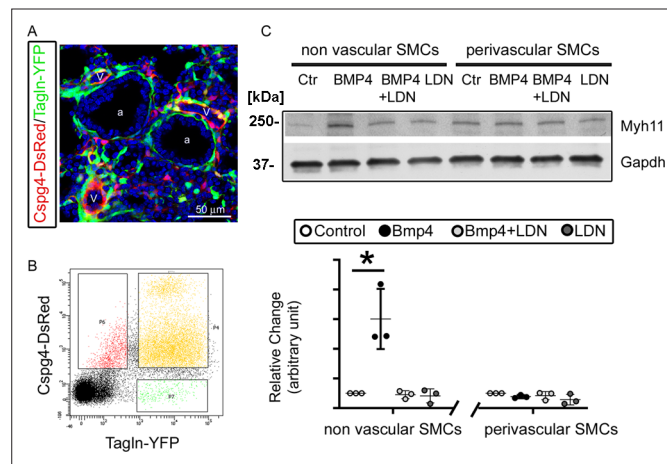 A
Cspg4-DsRed/Tagln-YFP
V
V
a
a
V
50 µm
B
Cspg4-DsRed
P5
P4
P7
Tagln-YFP
C
non vascular SMCs perivascular SMCs
Ctr BMP4 BMP4 LDN Ctr BMP4 BMP4 LDN
+LDN +LDN
[kDa]
250- Myh11
37- Gapdh
Control Bmp4 Bmp4+LDN LDN
*
Relative Change
(arbitrary unit)
non vascular SMCs perivascular SMCs